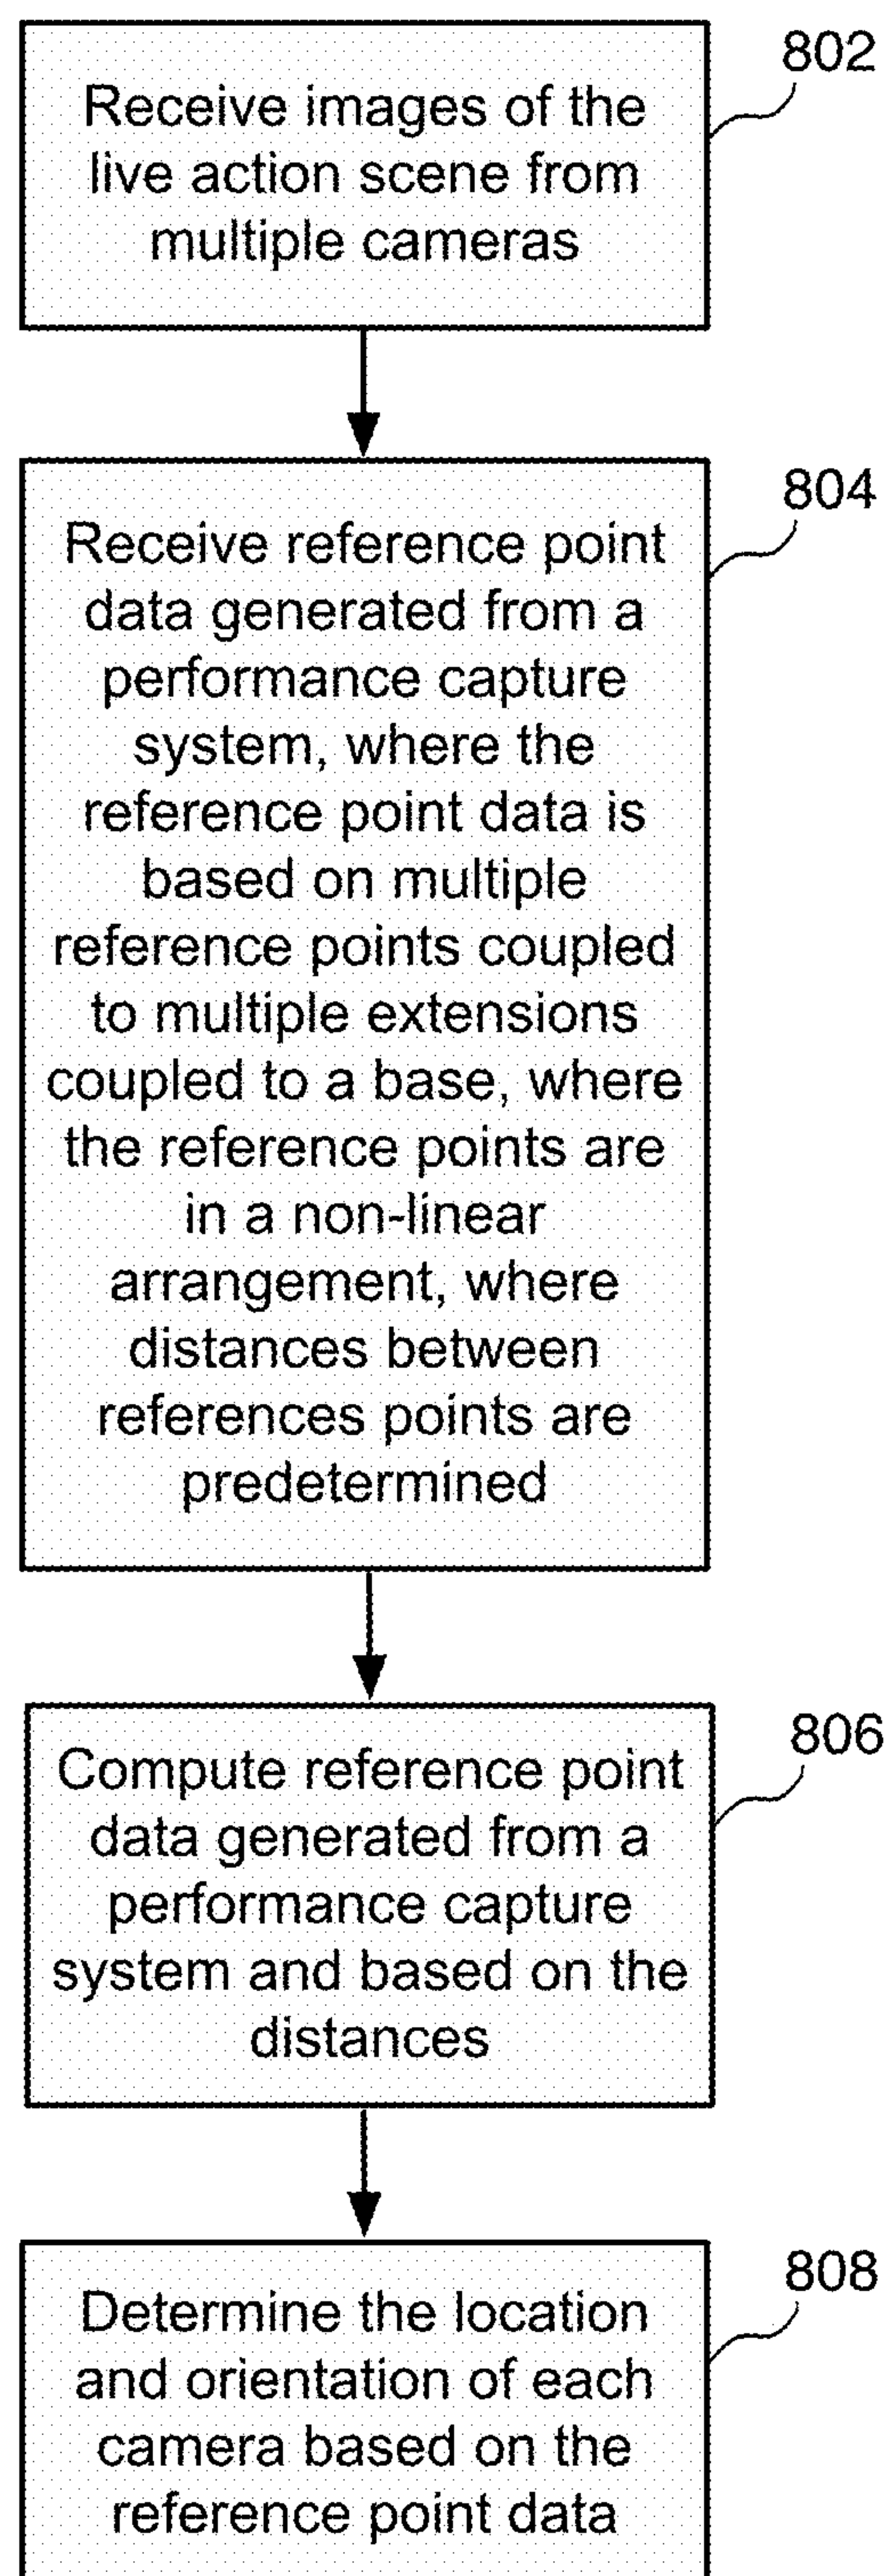 802
Receive images of the
live action scene from
multiple cameras
804
Receive reference point
data generated from a
performance capture
system, where the
reference point data is
based on multiple
reference points coupled
to multiple extensions
coupled to a base, where
the reference points are
in a non-linear
arrangement, where
distances between
references points are
predetermined
806
Compute reference point
data generated from a
performance capture
system and based on the
distances
808
Determine the location
and orientation of each
camera based on the
reference point data